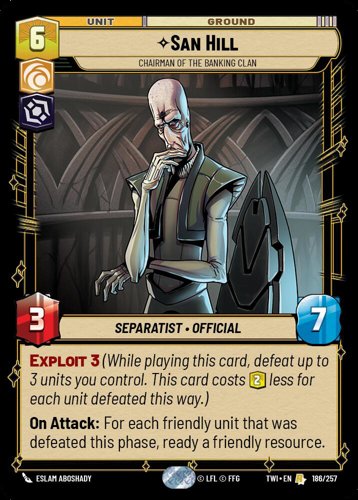 UNIT GROUND
6
San Hill
CHAIRMAN OF THE BANKING CLAN
3
7
SEPARATIST • OFFICIAL
EXPLOIT 3 (While playing this card, defeat up to
3 units you control. This card costs 2 less for
each unit defeated this way.)
On Attack: For each friendly unit that was
defeated this phase, ready a friendly resource.
ESLAM ABOSHADY © LFL © FFG TWI • EN R 186/257